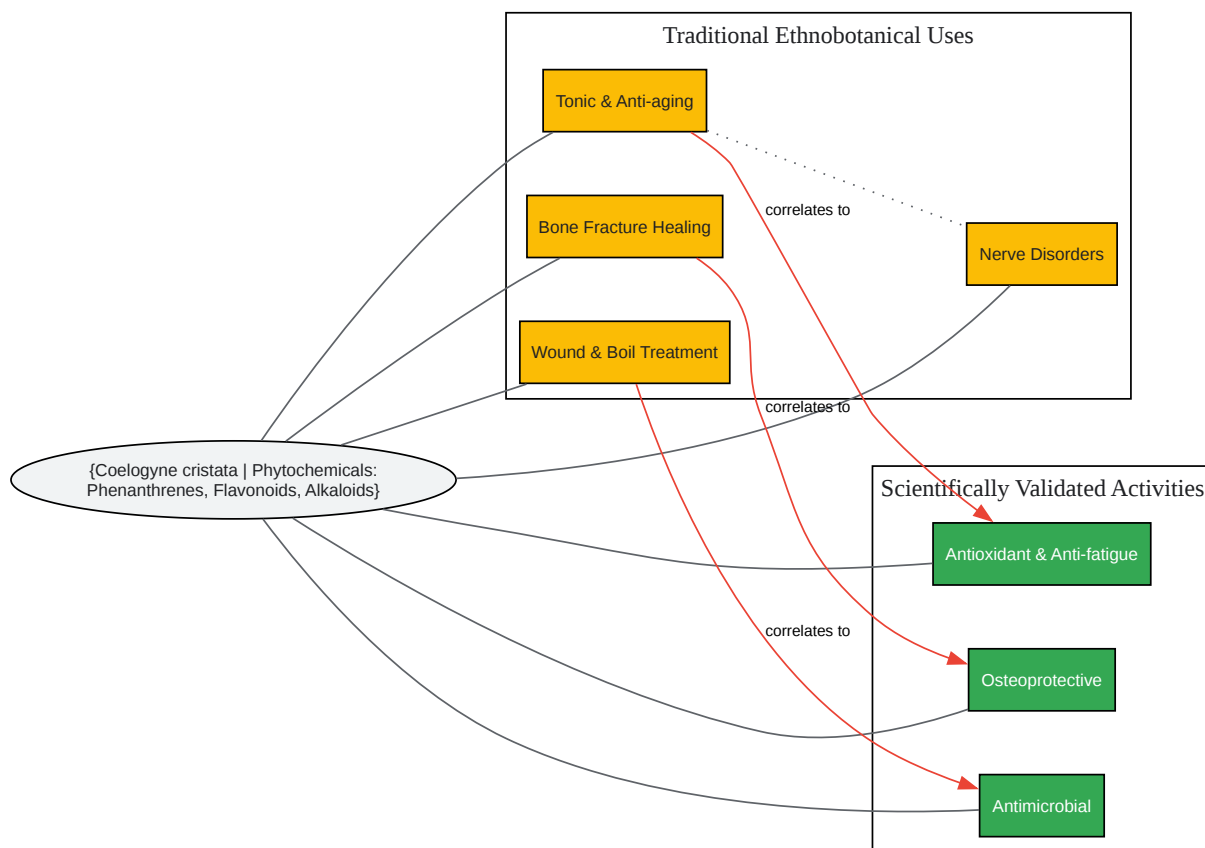 Traditional Ethnobotanical Uses
Tonic & Anti-aging
correlates to
Bone Fracture Healing
Nerve Disorders
Wound & Boil Treatment
correlates to
{Coelogyne cristata | Phytochemicals:
Phenanthrenes, Flavonoids, Alkaloids}
Scientifically Validated Activities
Antioxidant & Anti-fatigue
correlates to
Osteoprotective
Antimicrobial